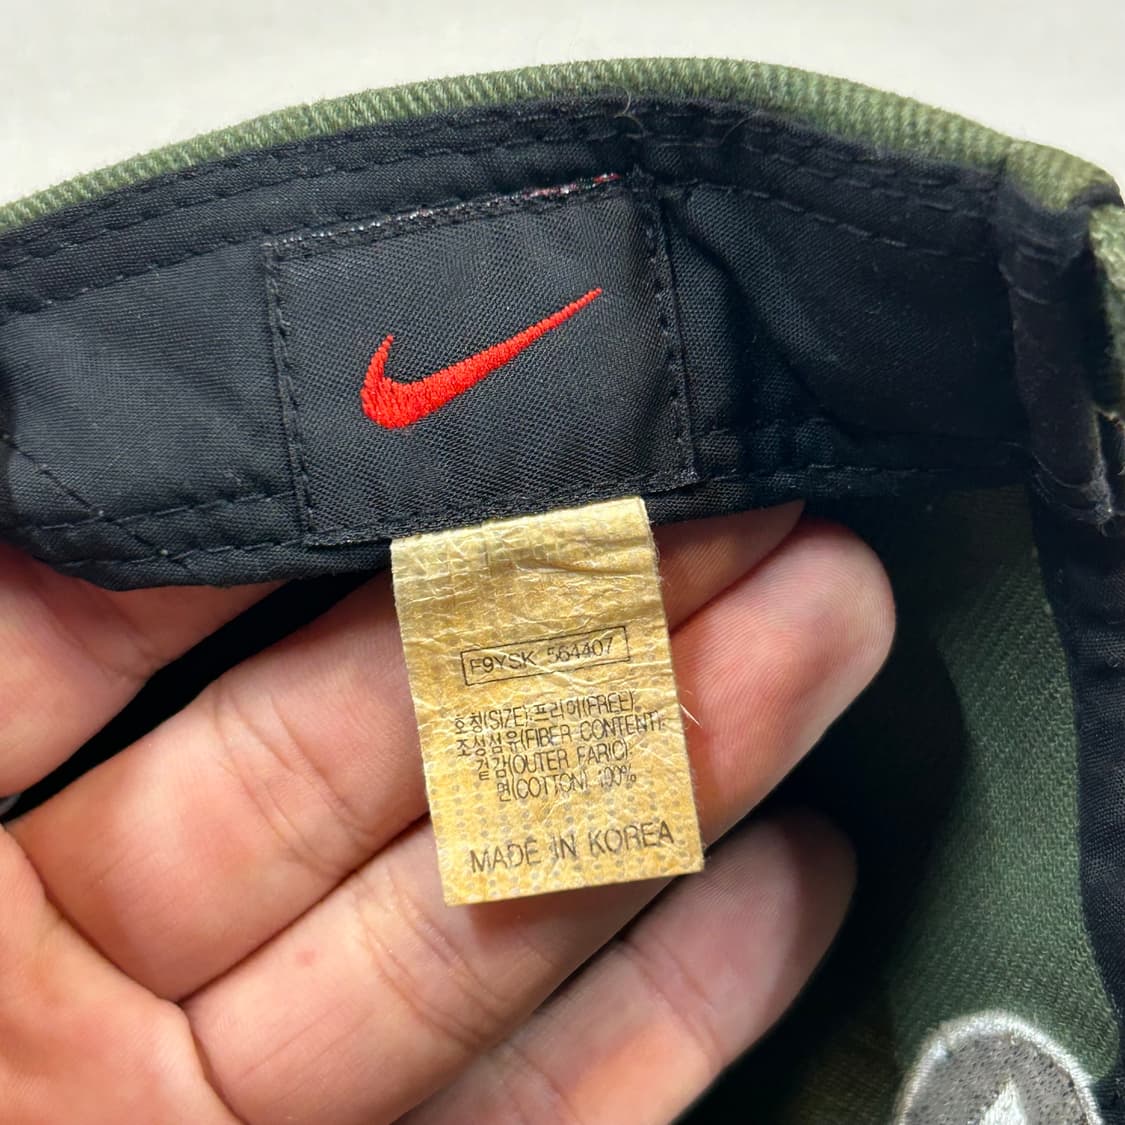 F9YSK 564407
호칭(SIZE):프리(FREE)
조성섬유(FIBER CONTENT):
겉감(OUTER FARIC)
면(COTTON) 100%
MADE IN KOREA